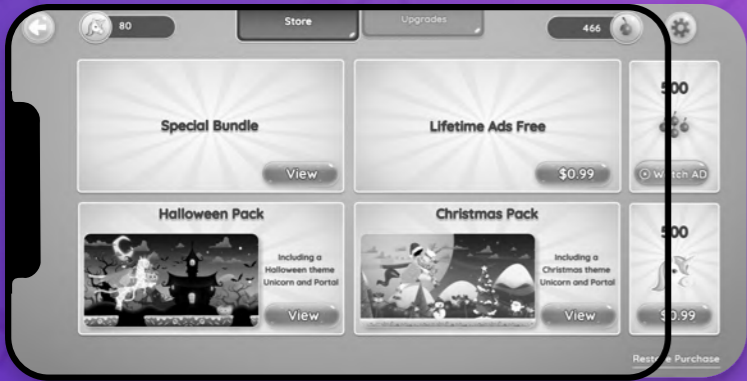 80
Store
Upgrades
466
Special Bundle
View
Lifetime Ads Free
$0.99
500
Watch AD
Halloween Pack
Including a
Halloween theme
Unicorn and Portal
View
Christmas Pack
Including a
Christmas theme
Unicorn and Portal
View
500
$0.99
Restore Purchase